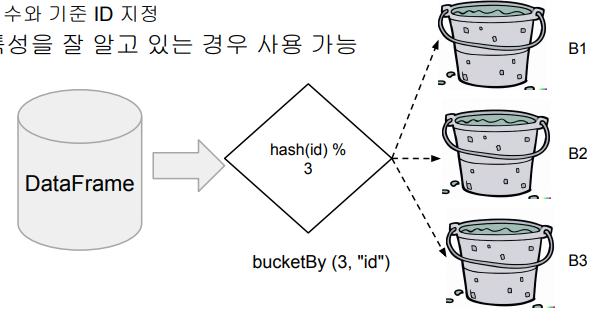 수와 기준 ID 지정
특성을 잘 알고 있는 경우 사용 가능
DataFrame
hash(id) %
3
bucketBy (3, "id")
B1
B2
B3